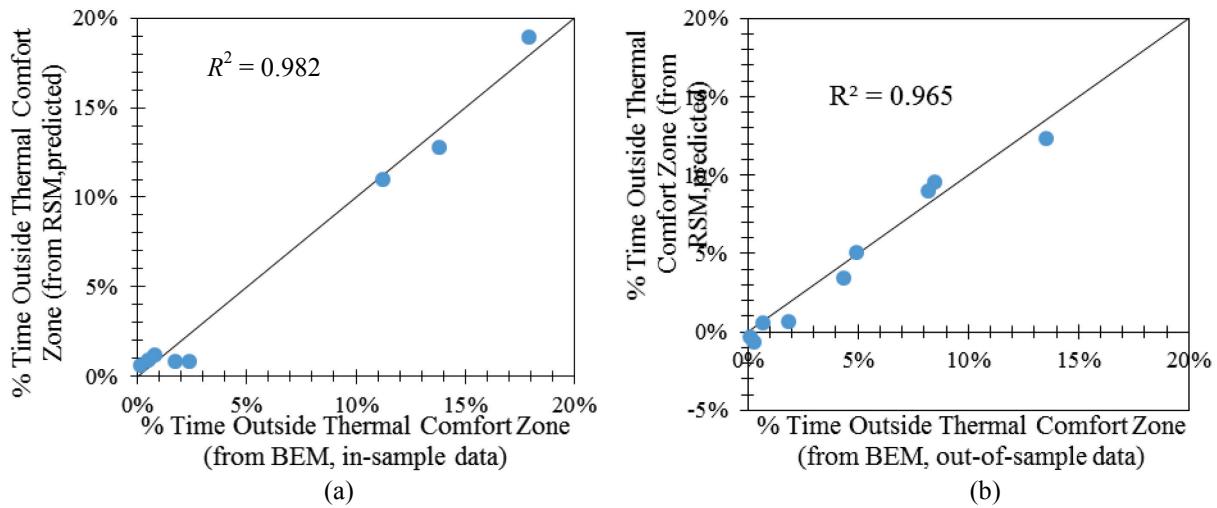 % Time Outside Thermal Comfort
Zone (from RSM,predicted)
20%
15%
10%
5%
0%
R² = 0.982
0% 5% 10% 15% 20%
% Time Outside Thermal Comfort Zone
(from BEM, in-sample data)
(a)
% Time Outside Thermal
Comfort Zone (from
RSM,predicted)
20%
15%
10%
5%
0%
-5%
R² = 0.965
0% 5% 10% 15% 20%
% Time Outside Thermal Comfort Zone
(from BEM, out-of-sample data)
(b)